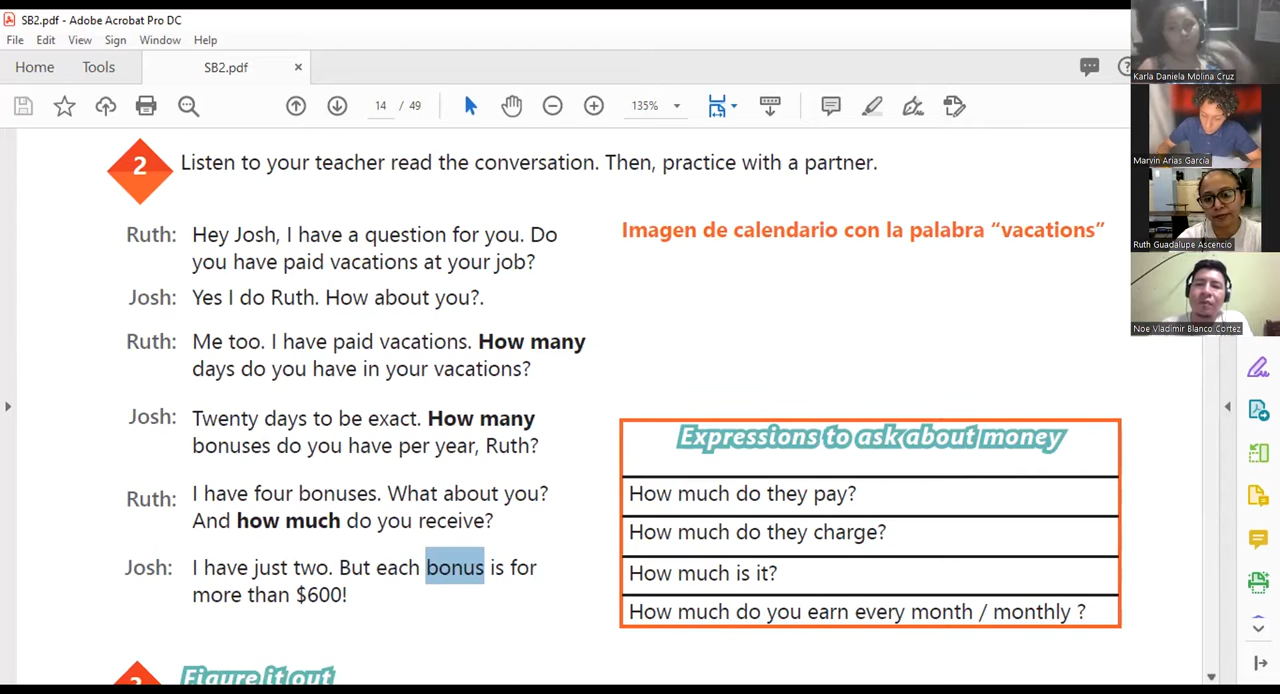 SB2.pdf - Adobe Acrobat Pro DC
File Edit View Sign Window Help
Home Tools SB2.pdf ×
14 / 49 135%
2 Listen to your teacher read the conversation. Then, practice with a partner.
Ruth: Hey Josh, I have a question for you. Do
you have paid vacations at your job?
Josh: Yes I do Ruth. How about you?.
Ruth: Me too. I have paid vacations. How many
days do you have in your vacations?
Josh: Twenty days to be exact. How many
bonuses do you have per year, Ruth?
Ruth: I have four bonuses. What about you?
And how much do you receive?
Josh: I have just two. But each bonus is for
more than $600!
Imagen de calendario con la palabra “vacations”
Expressions to ask about money
How much do they pay?
How much do they charge?
How much is it?
How much do you earn every month / monthly ?
3 Figure it out
Karla Daniela Molina Cruz
Marvin Arias García
Ruth Guadalupe Ascencio
Noe Vladimir Blanco Cortez